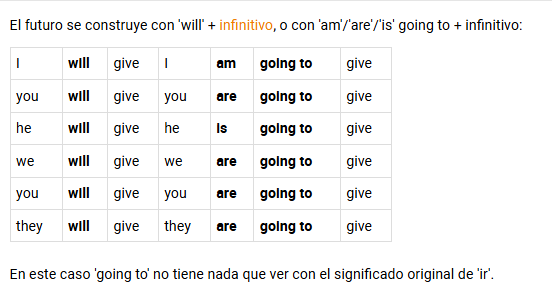 El futuro se construye con 'will' + infinitivo, o con 'am'/'are'/'is' going to + infinitivo:
I will give I am going to give
you will give you are going to give
he will give he is going to give
we will give we are going to give
you will give you are going to give
they will give they are going to give
En este caso 'going to' no tiene nada que ver con el significado original de 'ir'.